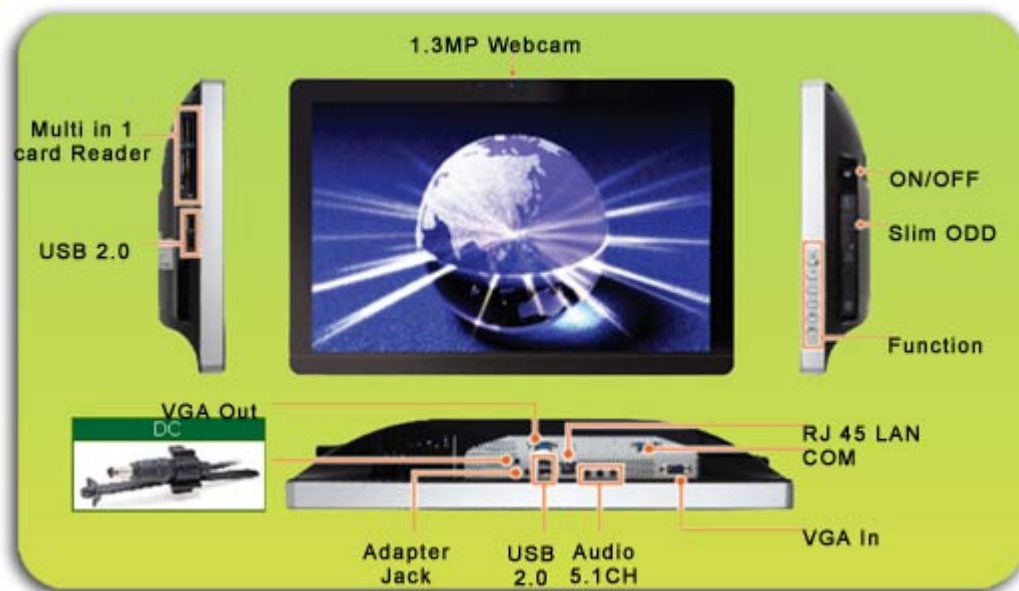 1.3MP Webcam
Multi in 1
card Reader
USB 2.0
ON/OFF
Slim ODD
Function
VGA Out
DC
RJ 45 LAN
COM
VGA In
Adapter
Jack
USB
2.0
Audio
5.1CH